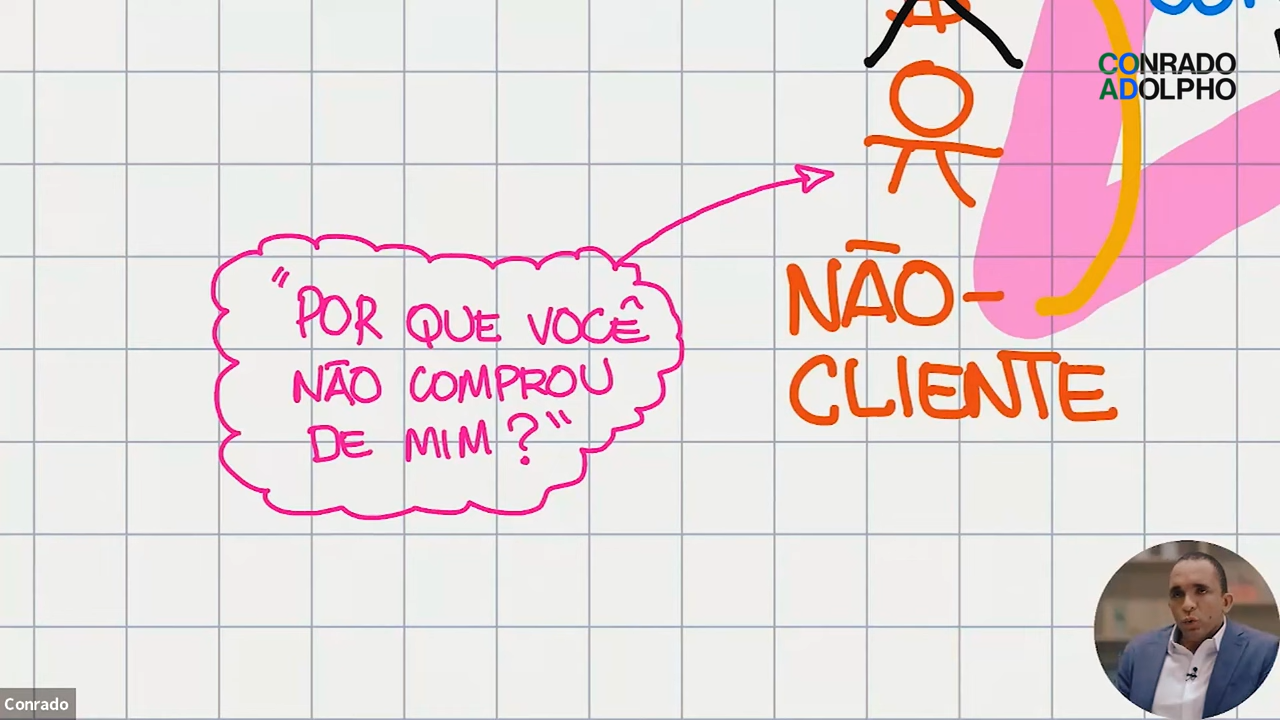 CONRADO
ADOLPHO
"POR QUE VOCÊ
NÃO COMPROU
DE MIM?"
NÃO-
CLIENTE
Conrado